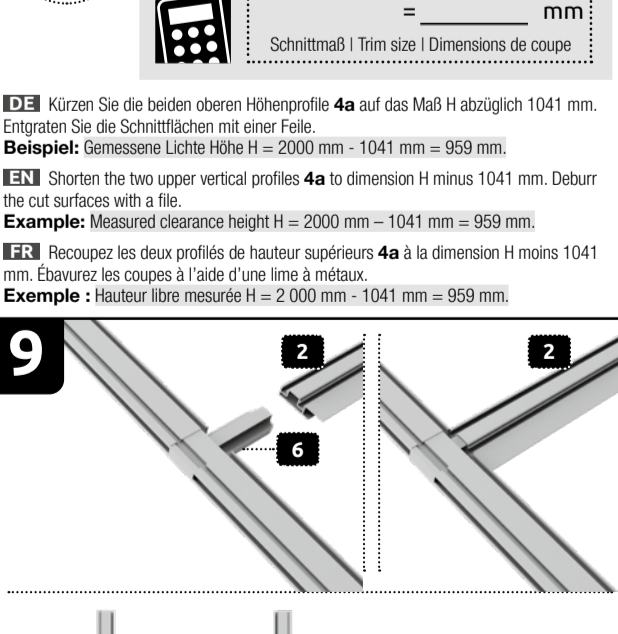 = ________ mm
Schnittmaß | Trim size | Dimensions de coupe
DE Kürzen Sie die beiden oberen Höhenprofile 4a auf das Maß H abzüglich 1041 mm.
Entgraten Sie die Schnittflächen mit einer Feile.
Beispiel: Gemessene Lichte Höhe H = 2000 mm - 1041 mm = 959 mm.
EN Shorten the two upper vertical profiles 4a to dimension H minus 1041 mm. Deburr
the cut surfaces with a file.
Example: Measured clearance height H = 2000 mm – 1041 mm = 959 mm.
FR Recoupez les deux profilés de hauteur supérieurs 4a à la dimension H moins 1041
mm. Ébavurez les coupes à l'aide d'une lime à métaux.
Exemple : Hauteur libre mesurée H = 2 000 mm - 1041 mm = 959 mm.
9
2
2
6